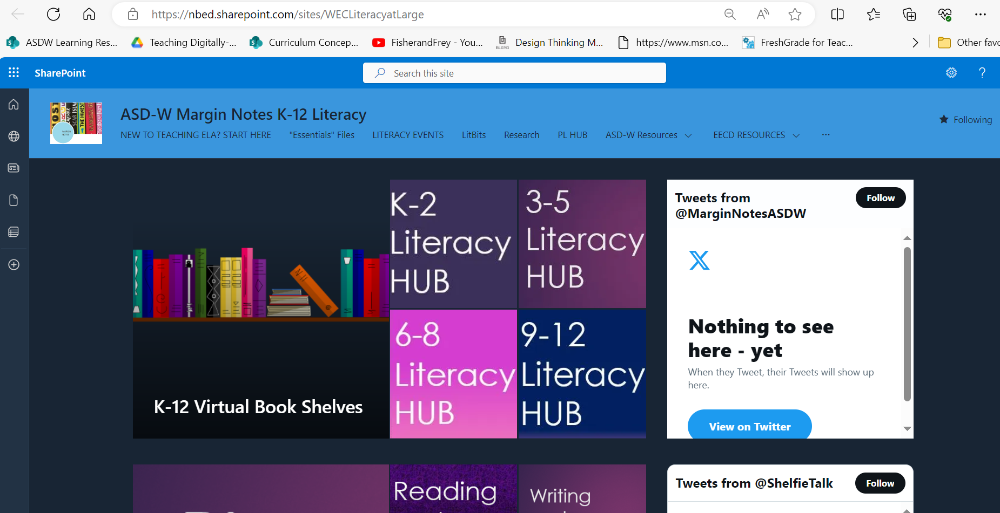 https://nbed.sharepoint.com/sites/WECLiteracyatLarge
ASDW Learning Res...
Teaching Digitally-...
Curriculum Concep...
FisherandFrey - You...
Design Thinking M...
https://www.msn.co...
FreshGrade for Teac...
Other favo
SharePoint
Search this site
ASD-W Margin Notes K-12 Literacy
Following
NEW TO TEACHING ELA? START HERE
"Essentials" Files
LITERACY EVENTS
LitBits
Research
PL HUB
ASD-W Resources
EECD RESOURCES
K-12 Virtual Book Shelves
K-2
Literacy
HUB
3-5
Literacy
HUB
6-8
Literacy
HUB
9-12
Literacy
HUB
Tweets from
@MarginNotesASDW
Follow
Nothing to see
here - yet
When they Tweet, their Tweets will show up
here.
View on Twitter
Reading
Writing
Tweets from @ShelfieTalk
Follow